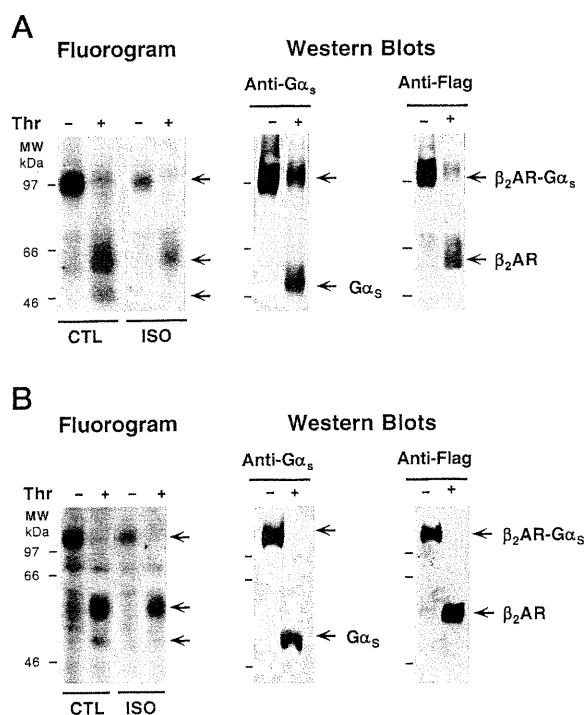 A
Fluorogram
Western Blots
Anti-Gαs
Anti-Flag
Thr - + - +
- +
- +
MW
kDa
97
66
46
β2AR-Gαs
β2AR
Gαs
CTL
ISO
B
Fluorogram
Western Blots
Anti-Gαs
Anti-Flag
Thr - + - +
- +
- +
MW
kDa
97
66
46
β2AR-Gαs
β2AR
Gαs
CTL
ISO